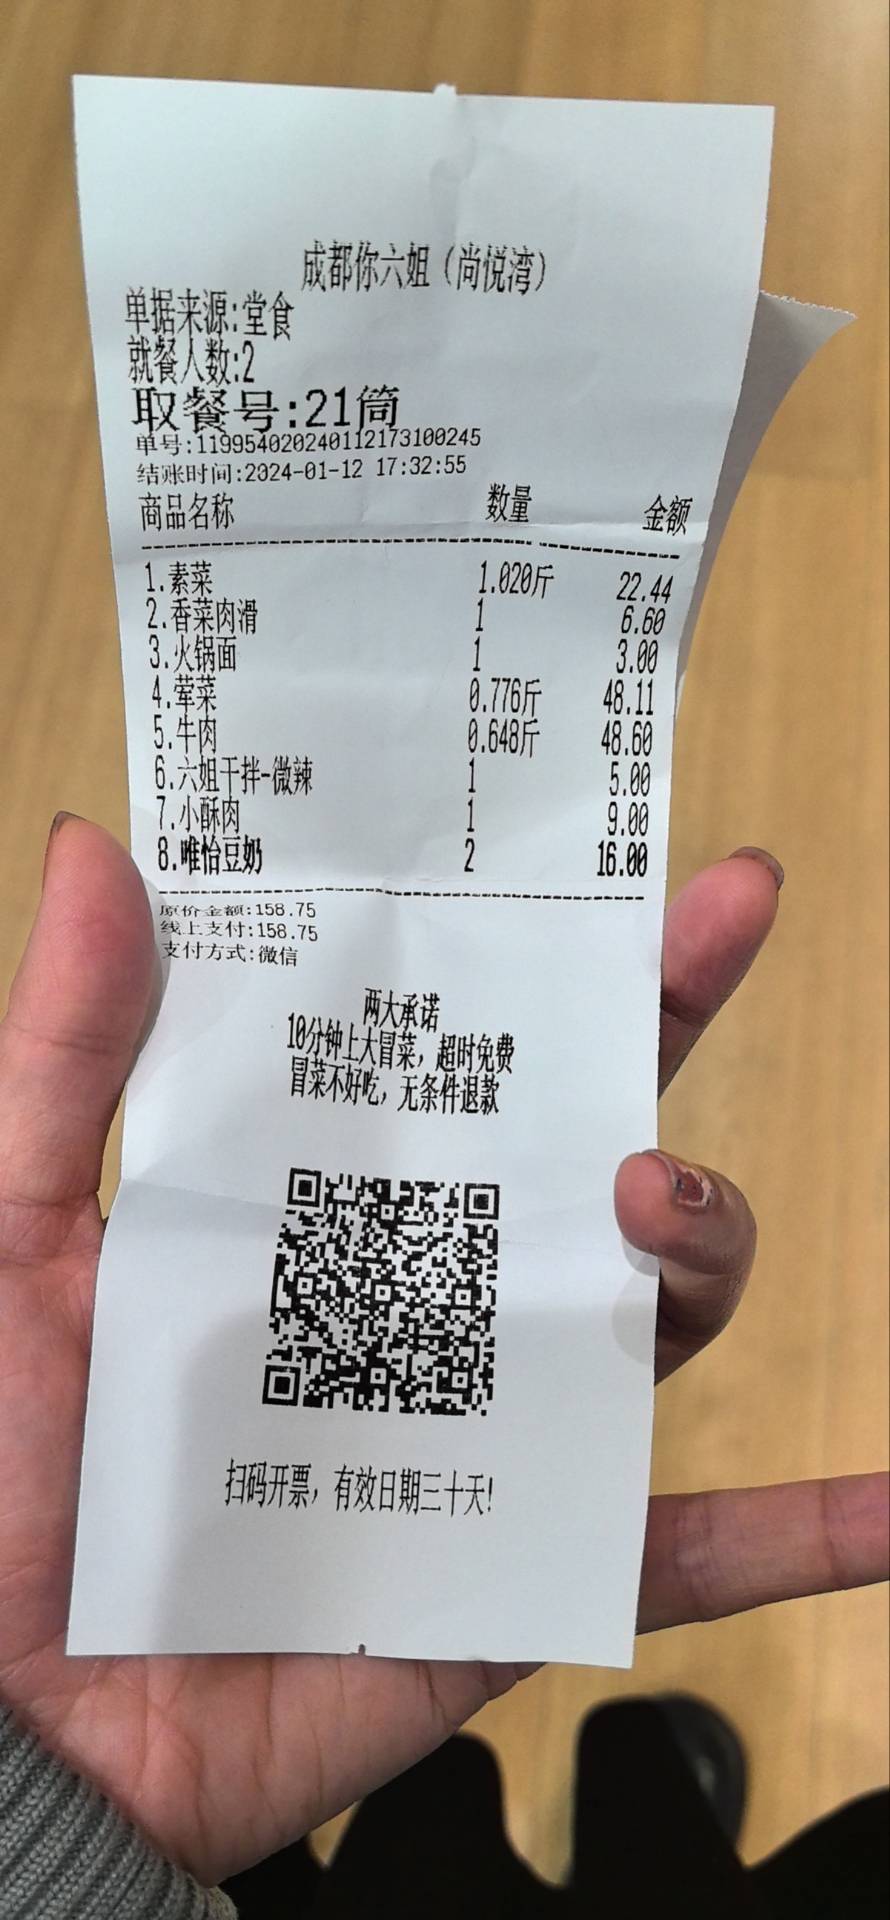 成都你六姐（尚悦湾）
单据来源:堂食
就餐人数:2
取餐号:21筒
单号:119954020240112173100245
结账时间:2024-01-12 17:32:55
商品名称 数量 金额
1.素菜 1.020斤 22.44
2.香菜肉滑 1 6.60
3.火锅面 1 3.00
4.荤菜 0.776斤 48.11
5.牛肉 0.648斤 48.60
6.六姐干拌-微辣 1 5.00
7.小酥肉 1 9.00
8.唯怡豆奶 2 16.00
原价金额:158.75
线上支付:158.75
支付方式:微信
两大承诺
10分钟上大冒菜，超时免费
冒菜不好吃，无条件退款
扫码开票，有效日期三十天!